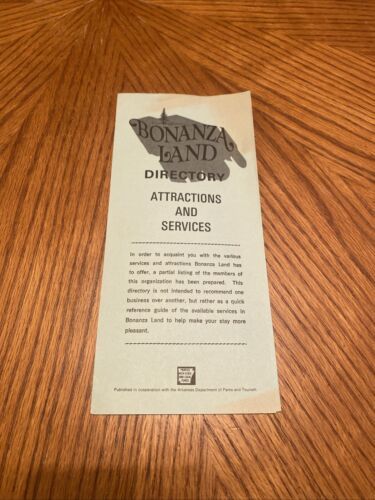 BONANZA
LAND
DIRECTORY
ATTRACTIONS
AND
SERVICES
In order to acquaint you with the various
services and attractions Bonanza Land has
to offer, a partial listing of the members of
this organization has been prepared. This
directory is not intended to recommend one
business over another, but rather as a quick
reference guide of the available services in
Bonanza Land to help make your stay more
pleasant.
Published in cooperation with the Arkansas Department of Parks and Tourism.